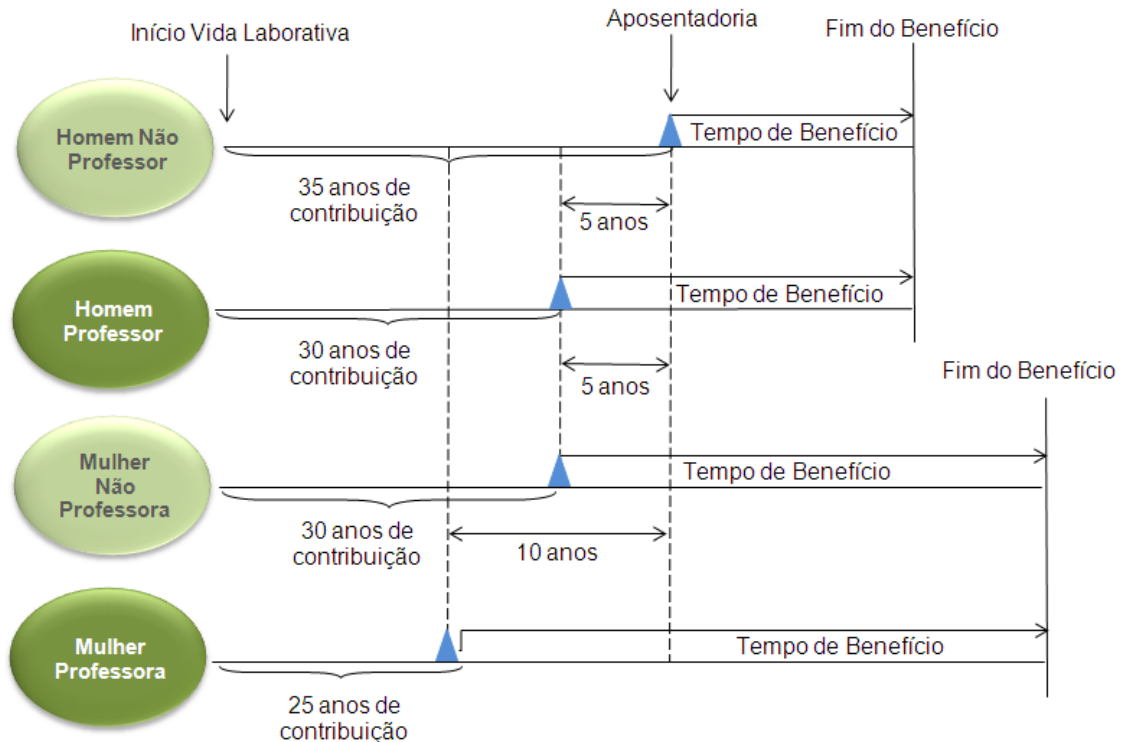 Início Vida Laborativa
Aposentadoria
Fim do Benefício
Homem Não
Professor
Tempo de Benefício
35 anos de
contribuição
5 anos
Homem
Professor
Tempo de Benefício
30 anos de
contribuição
5 anos
Fim do Benefício
Mulher
Não
Professora
Tempo de Benefício
30 anos de
contribuição
10 anos
Mulher
Professora
Tempo de Benefício
25 anos de
contribuição